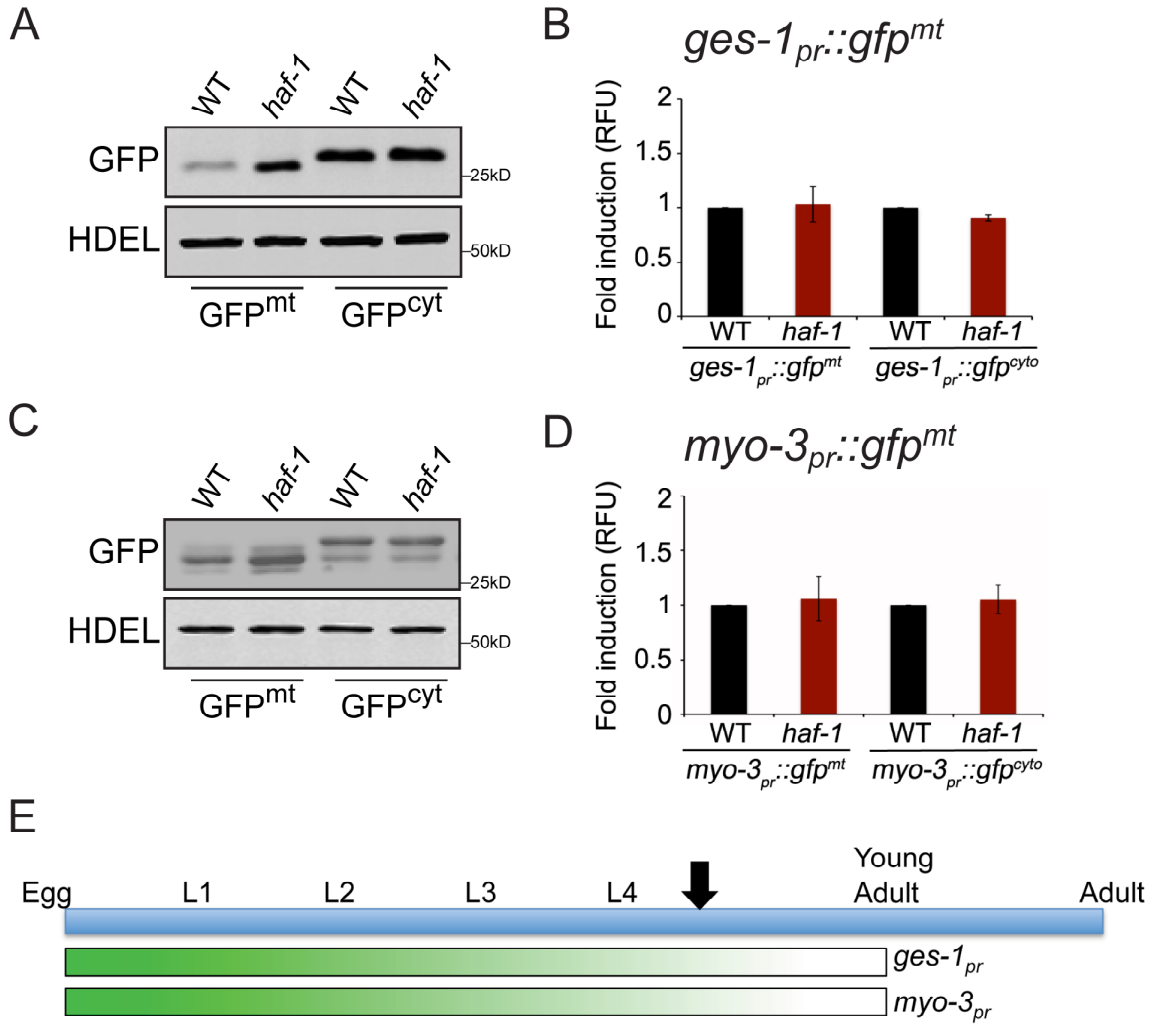 A
WT haf-1 WT haf-1
GFP
25kD
HDEL
50kD
GFPmt GFPcyt
B
ges-1pr::gfpmt
Fold induction (RFU)
2
1.5
1
0.5
0
WT haf-1 WT haf-1
ges-1pr::gfpmt ges-1pr::gfpcyto
C
WT haf-1 WT haf-1
GFP
25kD
HDEL
50kD
GFPmt GFPcyt
D
myo-3pr::gfpmt
Fold induction (RFU)
2
1.5
1
0.5
0
WT haf-1 WT haf-1
myo-3pr::gfpmt myo-3pr::gfpcyto
E
Egg L1 L2 L3 L4 Young Adult Adult
ges-1pr
myo-3pr